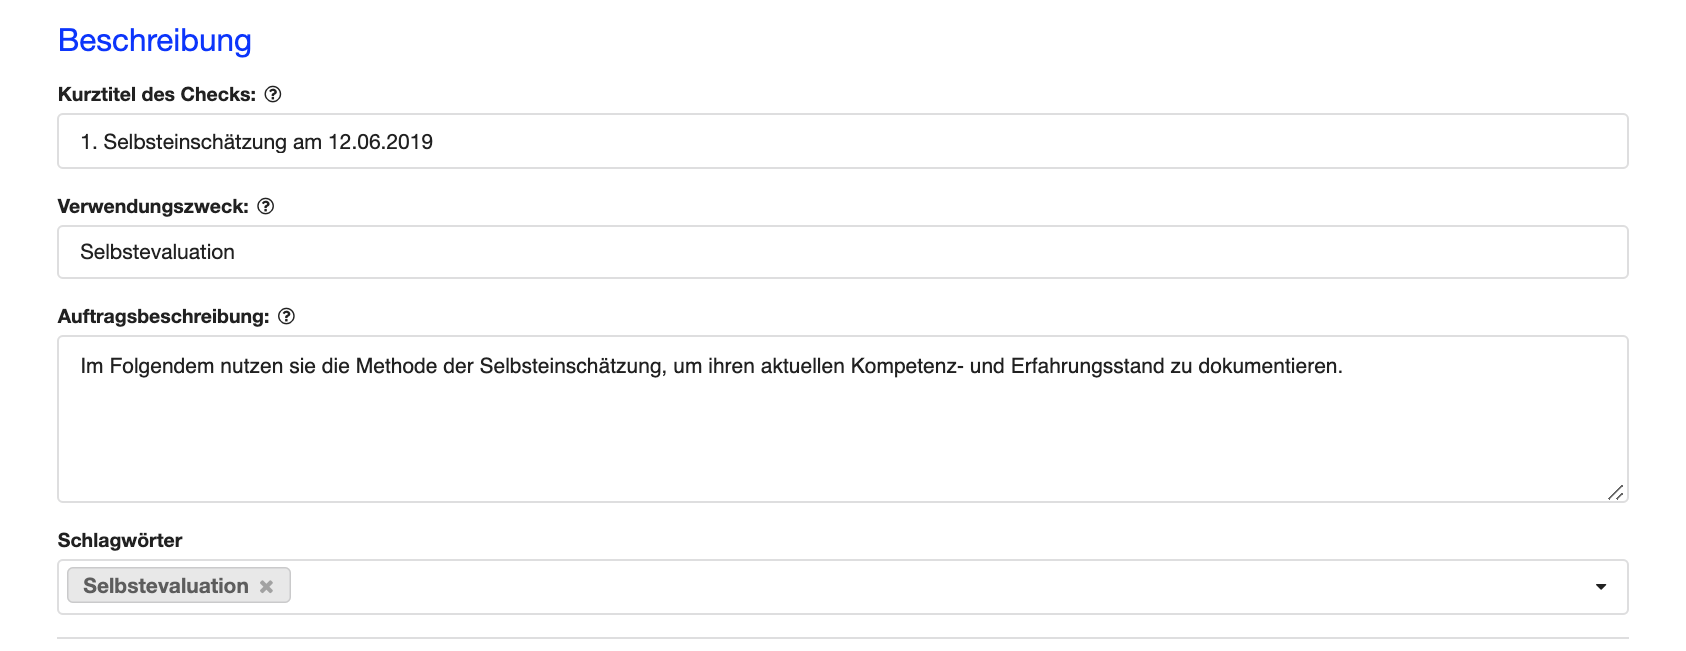 Beschreibung
Kurztitel des Checks:
1. Selbsteinschätzung am 12.06.2019
Verwendungszweck:
Selbstevaluation
Auftragsbeschreibung:
Im Folgendem nutzen sie die Methode der Selbsteinschätzung, um ihren aktuellen Kompetenz- und Erfahrungsstand zu dokumentieren.
Schlagwörter
Selbstevaluation